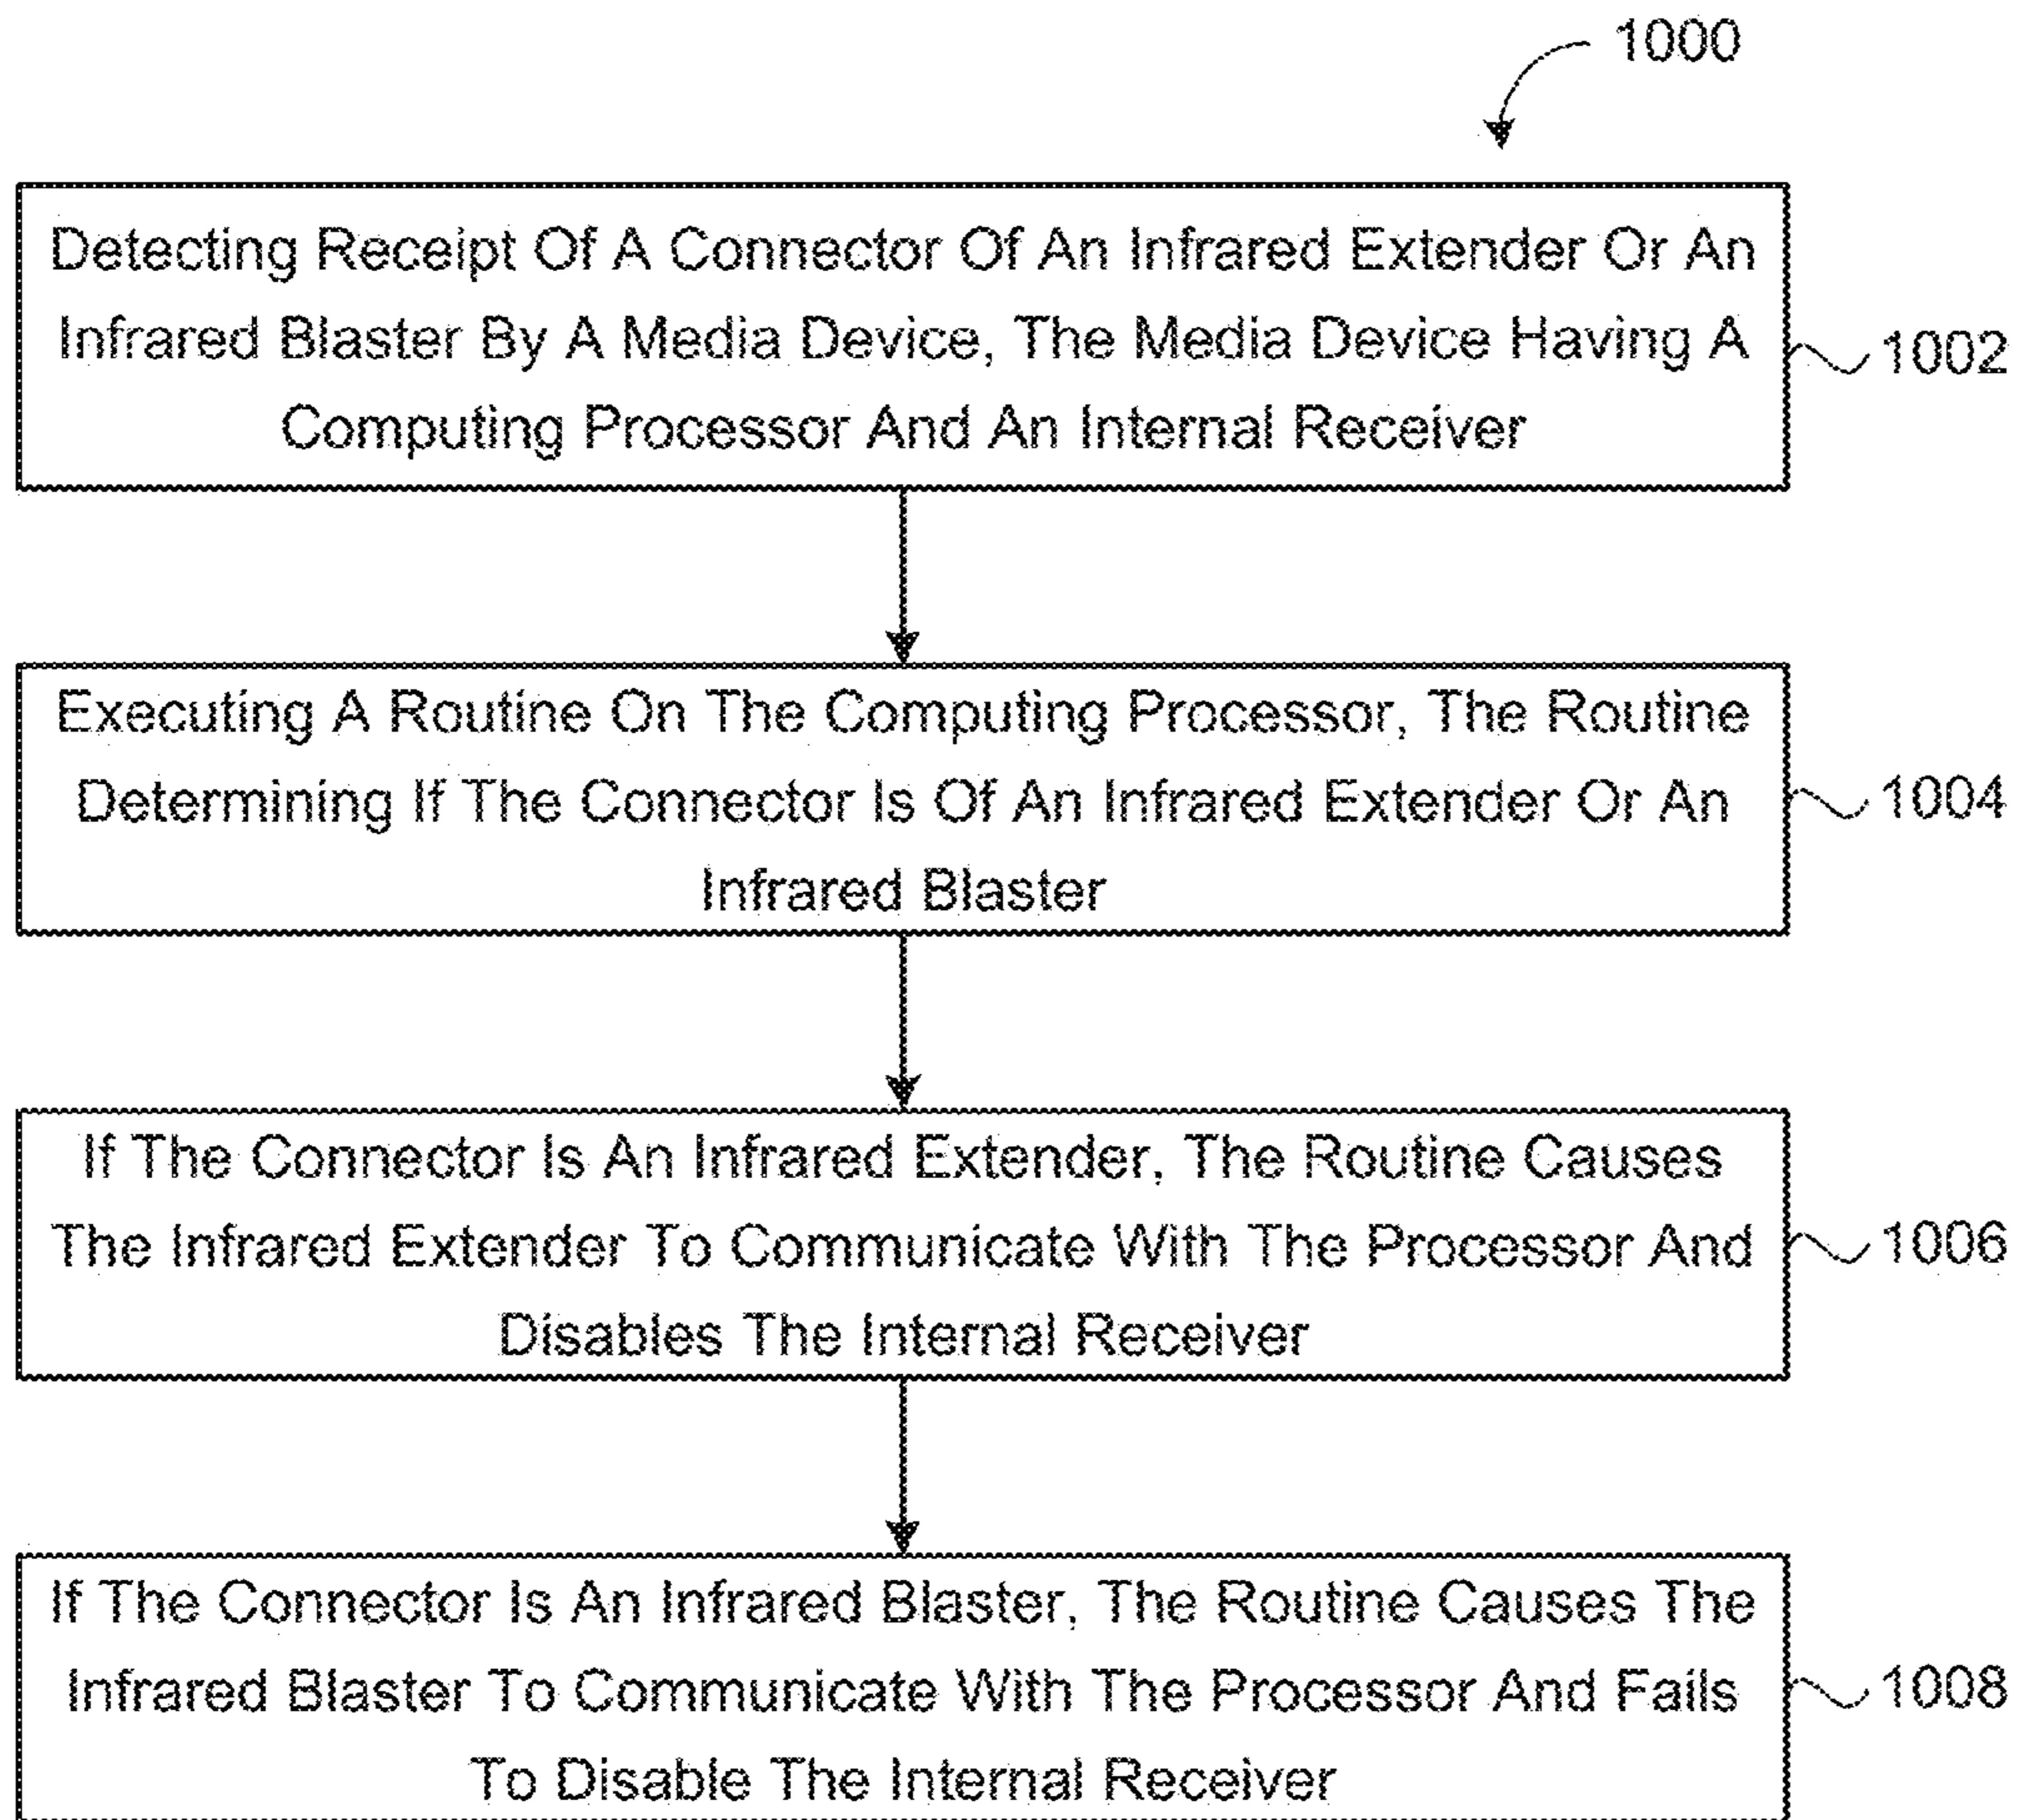 1000
Detecting Receipt Of A Connector Of An Infrared Extender Or An
Infrared Blaster By A Media Device, The Media Device Having A
Computing Processor And An Internal Receiver
1002
Executing A Routine On The Computing Processor, The Routine
Determining If The Connector Is Of An Infrared Extender Or An
Infrared Blaster
1004
If The Connector Is An Infrared Extender, The Routine Causes
The Infrared Extender To Communicate With The Processor And
Disables The Internal Receiver
1006
If The Connector Is An Infrared Blaster, The Routine Causes The
Infrared Blaster To Communicate With The Processor And Fails
To Disable The Internal Receiver
1008